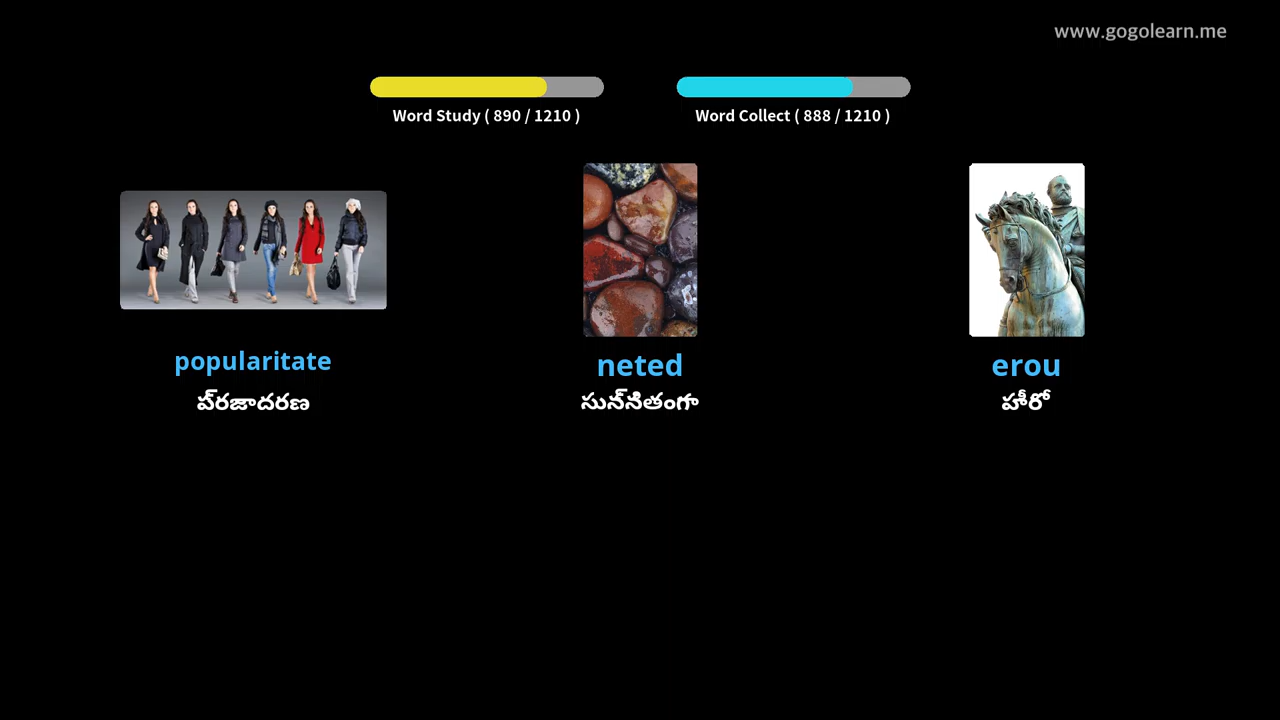 www.gogolearn.me
Word Study ( 890 / 1210 )
Word Collect ( 888 / 1210 )
popularitate
neted
erou
ప్రజాదరణ
సున్నితంగా
హీరో